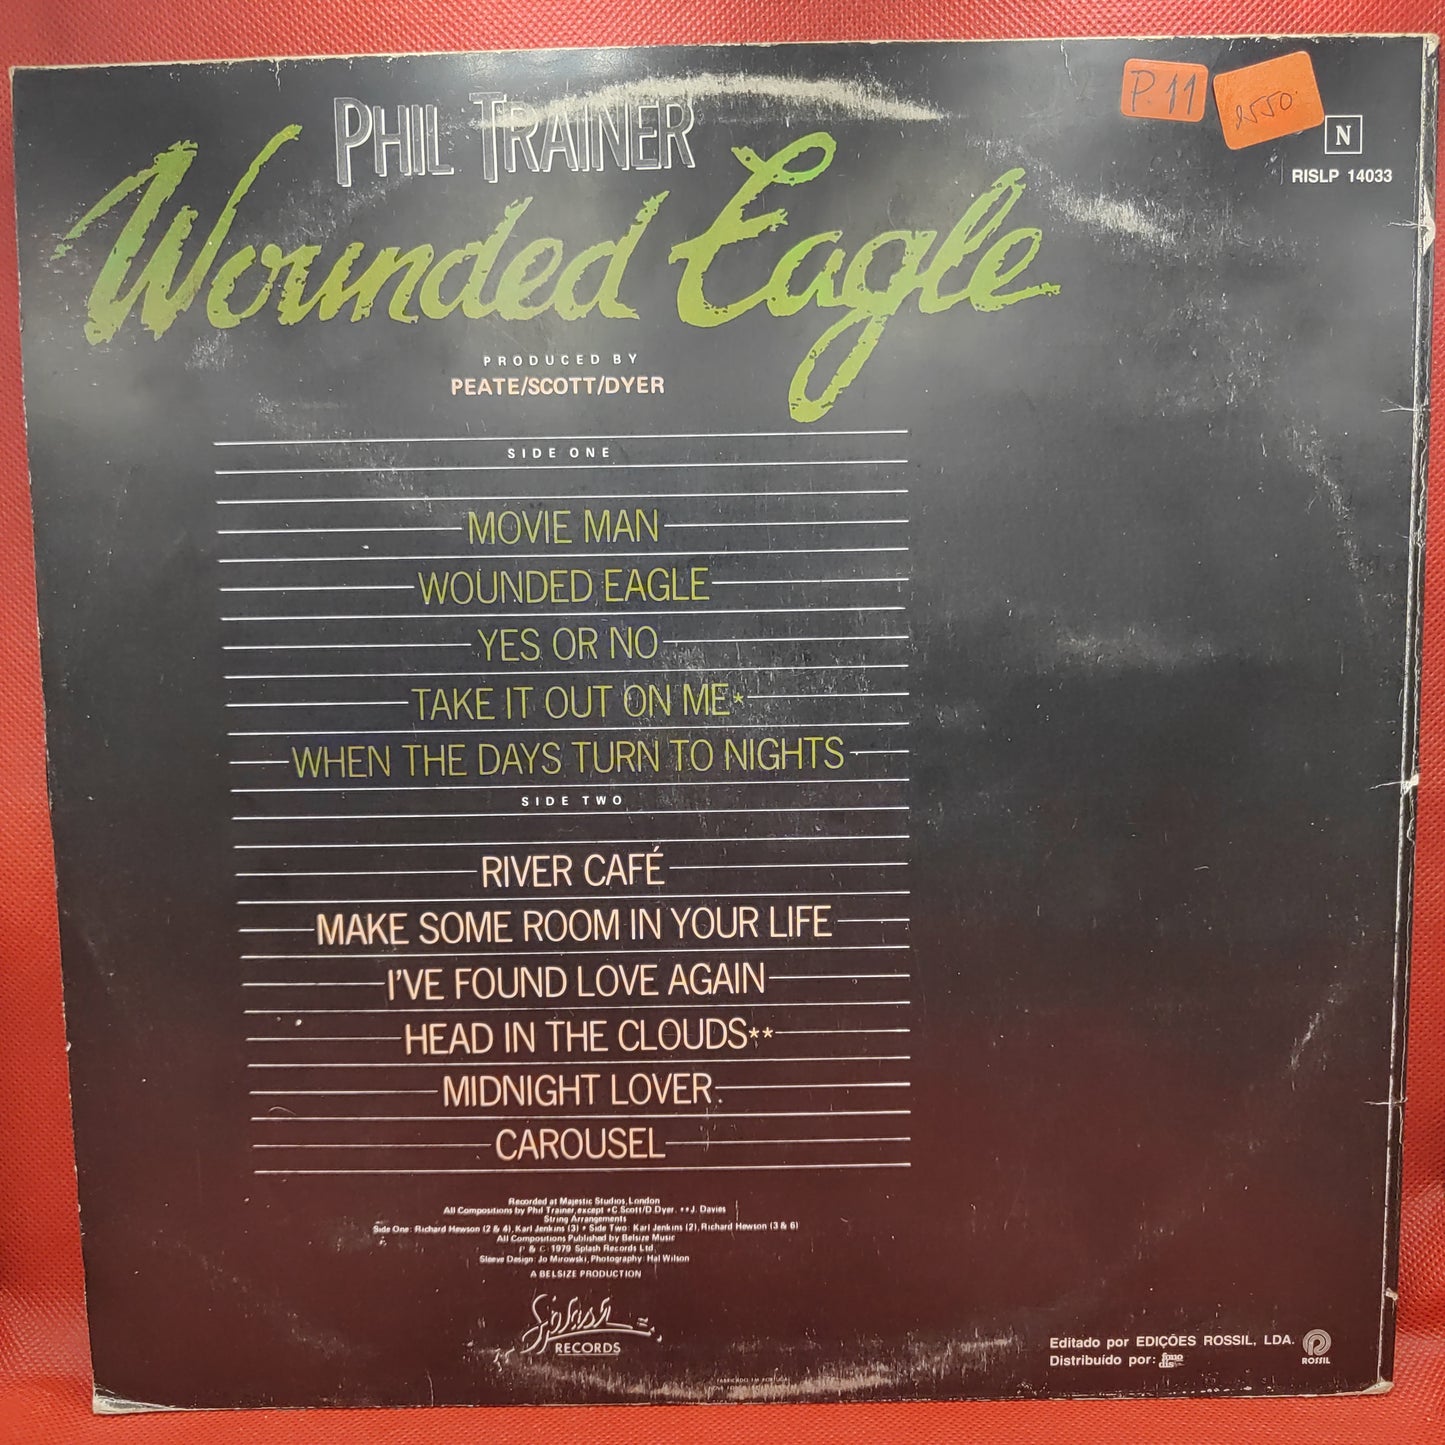 P.11
2550
N
RISLP 14033
PHIL TRAINER
Wounded Eagle
PRODUCED BY
PEATE/SCOTT/DYER
SIDE ONE
MOVIE MAN
WOUNDED EAGLE
YES OR NO
TAKE IT OUT ON ME*
WHEN THE DAYS TURN TO NIGHTS
SIDE TWO
RIVER CAFÉ
MAKE SOME ROOM IN YOUR LIFE
I'VE FOUND LOVE AGAIN
HEAD IN THE CLOUDS**
MIDNIGHT LOVER
CAROUSEL
Recorded at Majestic Studios, London
All Compositions by Phil Trainer, except *C. Scott/D. Dyer. **J. Davies
String Arrangements
Side One: Richard Hewson (2 & 4), Karl Jenkins (3) • Side Two: Karl Jenkins (2), Richard Hewson (3 & 6)
All Compositions Published by Belsize Music
P & C 1979 Splash Records Ltd.
Sleeve Design: Jo Mirowski, Photography: Hal Wilson
A BELSIZE PRODUCTION
Splash
RECORDS
Editado por EDIÇÕES ROSSIL, LDA.
Distribuído por: fonodis
ROSSIL
FABRICADO EM PORTUGAL